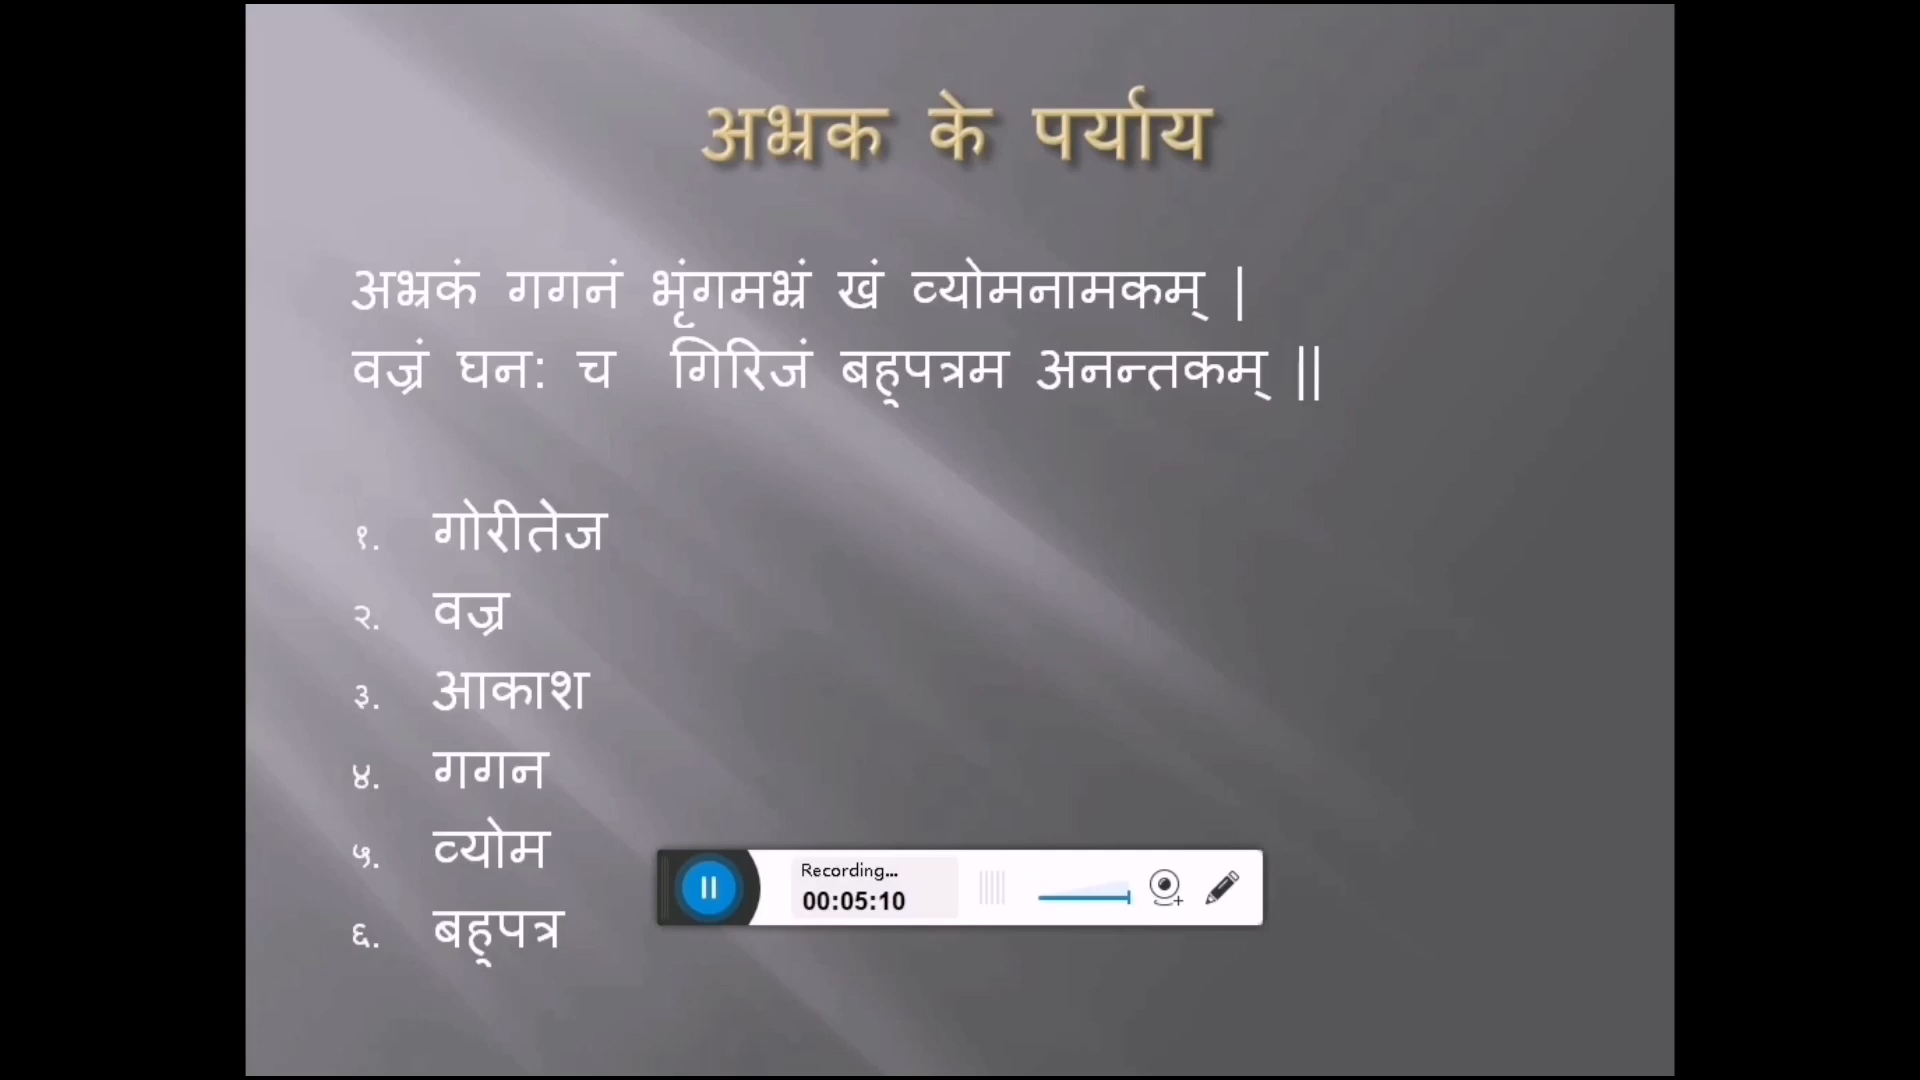 अभ्रक के पर्याय
अभ्रकं गगनं भृंगमभ्रं खं व्योमनामकम् |
वज्रं घन: च गिरिजं बहुपत्रम अनन्तकम् ||
१. गोरीतेज
२. वज्र
३. आकाश
४. गगन
५. व्योम
६. बहुपत्र
Recording...
00:05:10